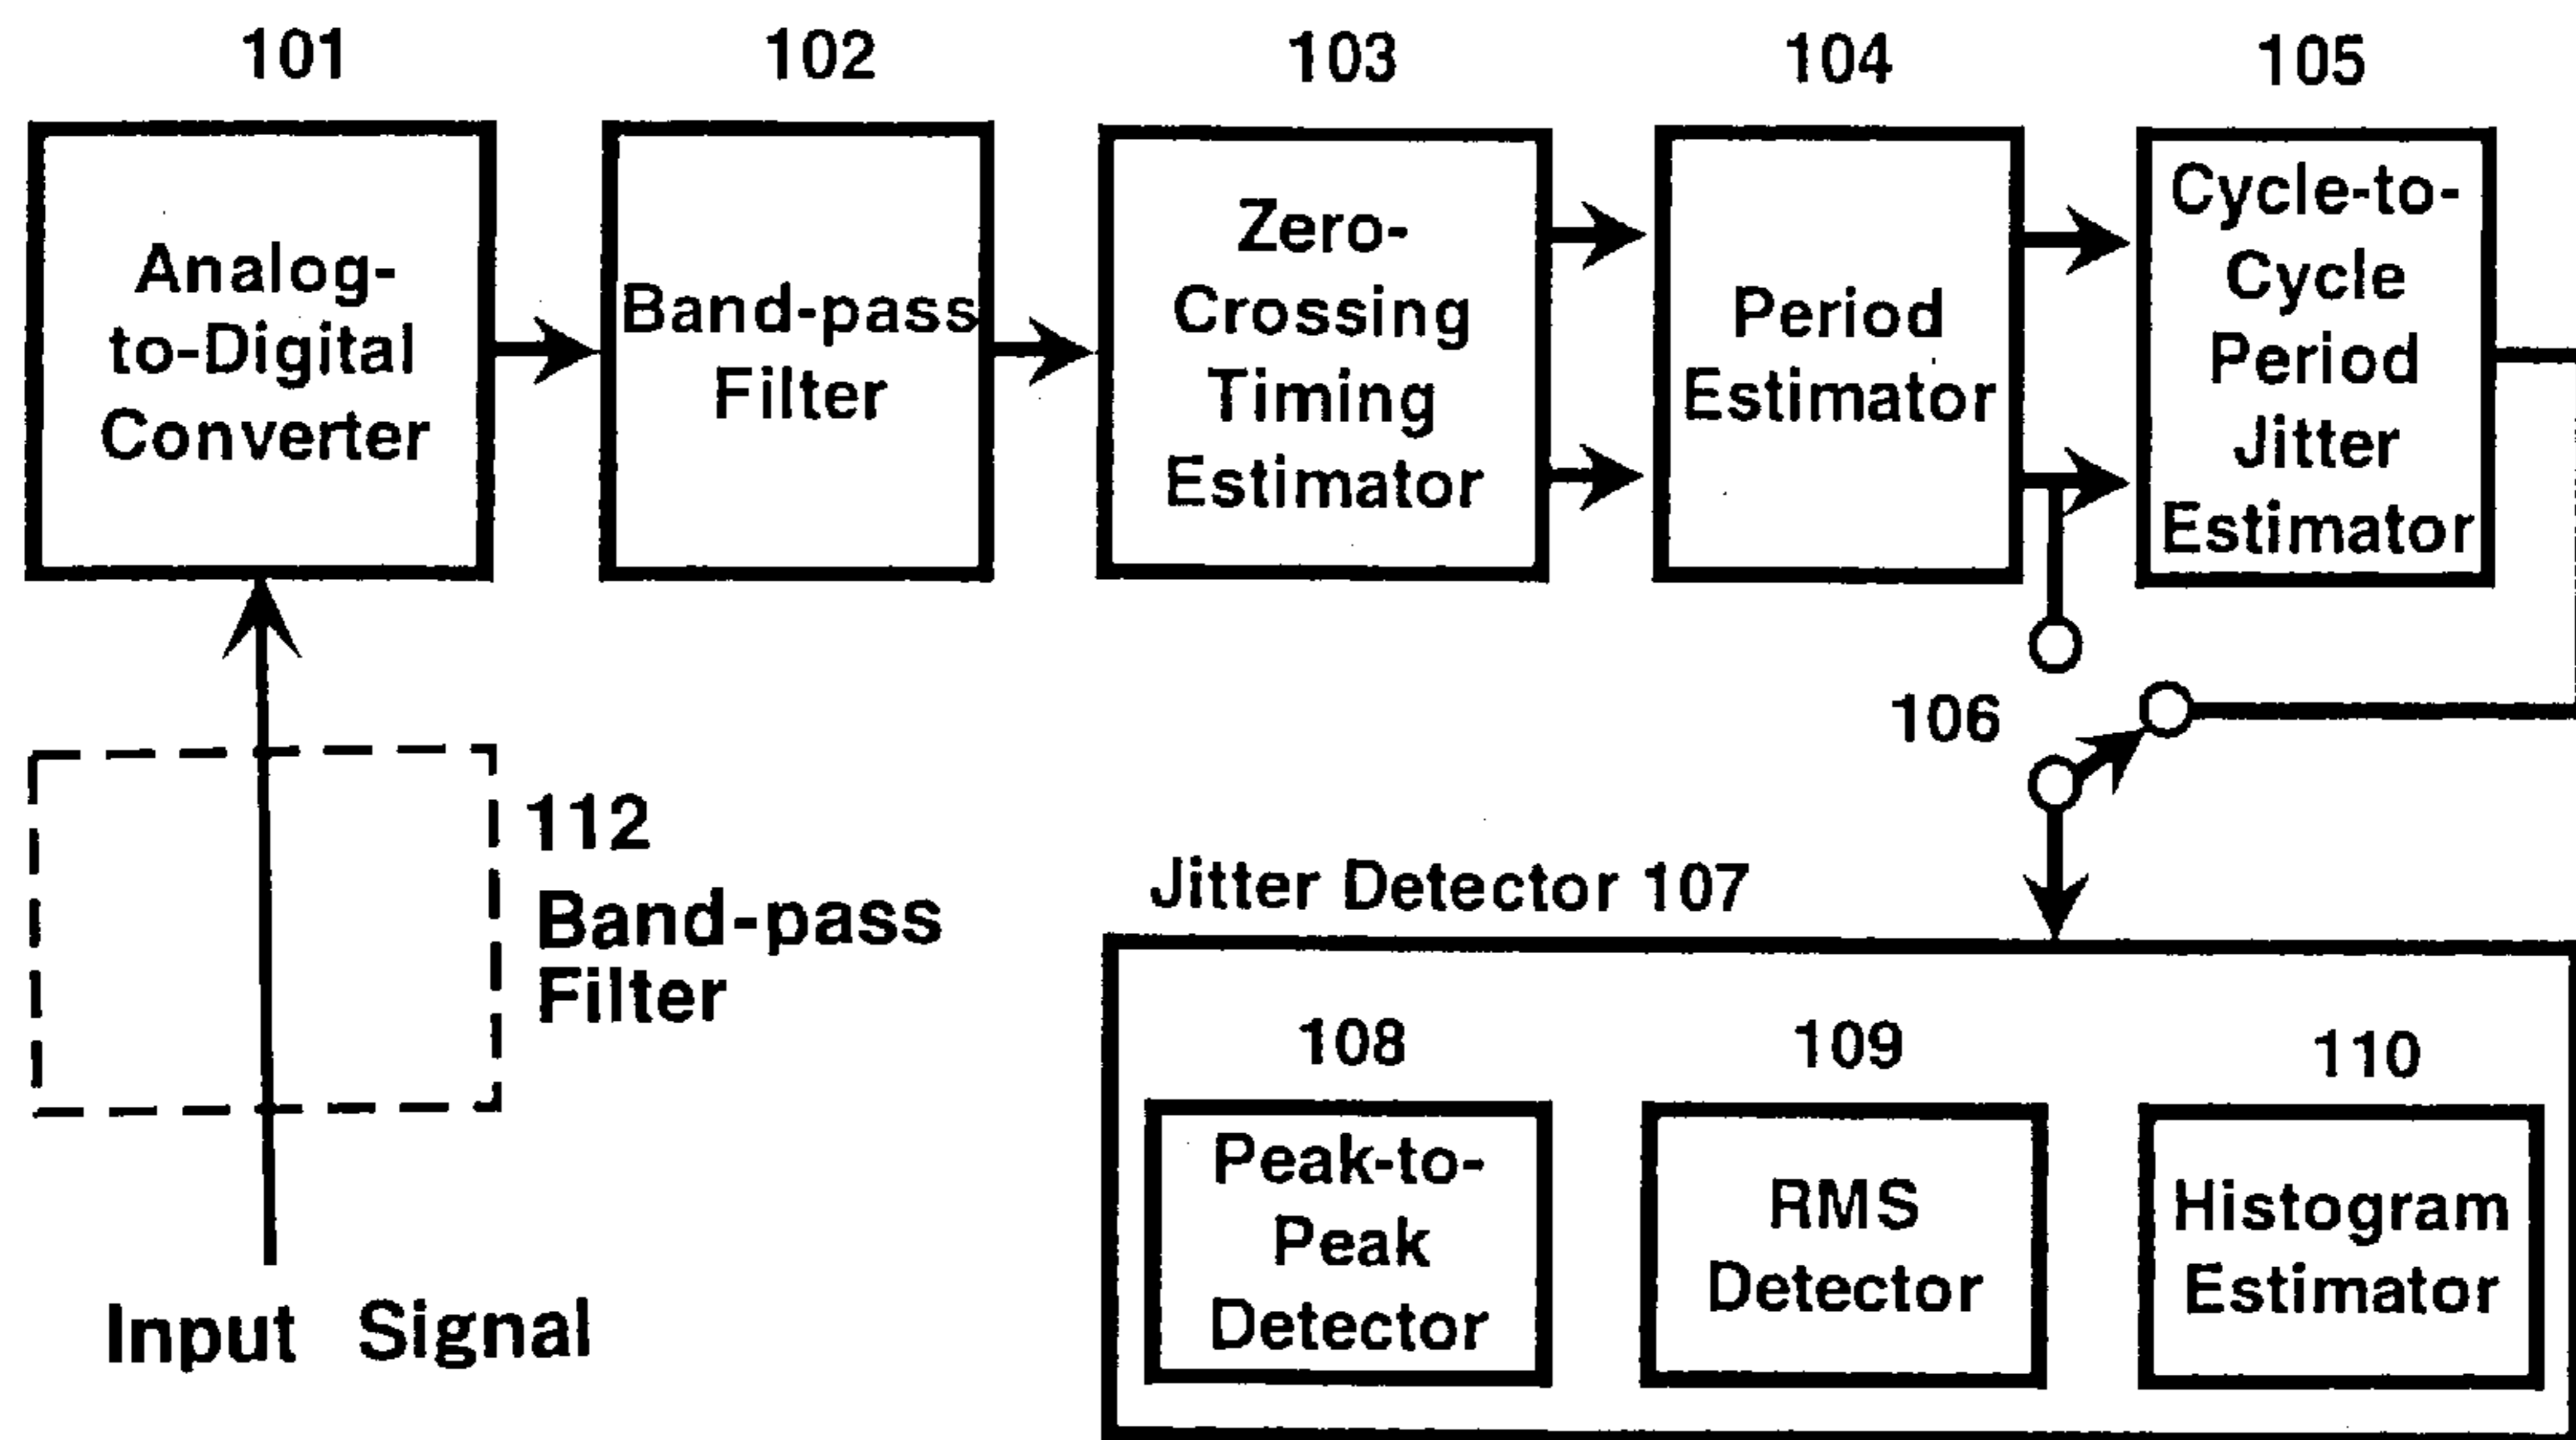 101
102
103
104
105
Analog-
to-Digital
Converter
Band-pass
Filter
Zero-
Crossing
Timing
Estimator
Period
Estimator
Cycle-to-
Cycle
Period
Jitter
Estimator
106
112
Band-pass
Filter
Input Signal
Jitter Detector 107
108
109
110
Peak-to-
Peak
Detector
RMS
Detector
Histogram
Estimator